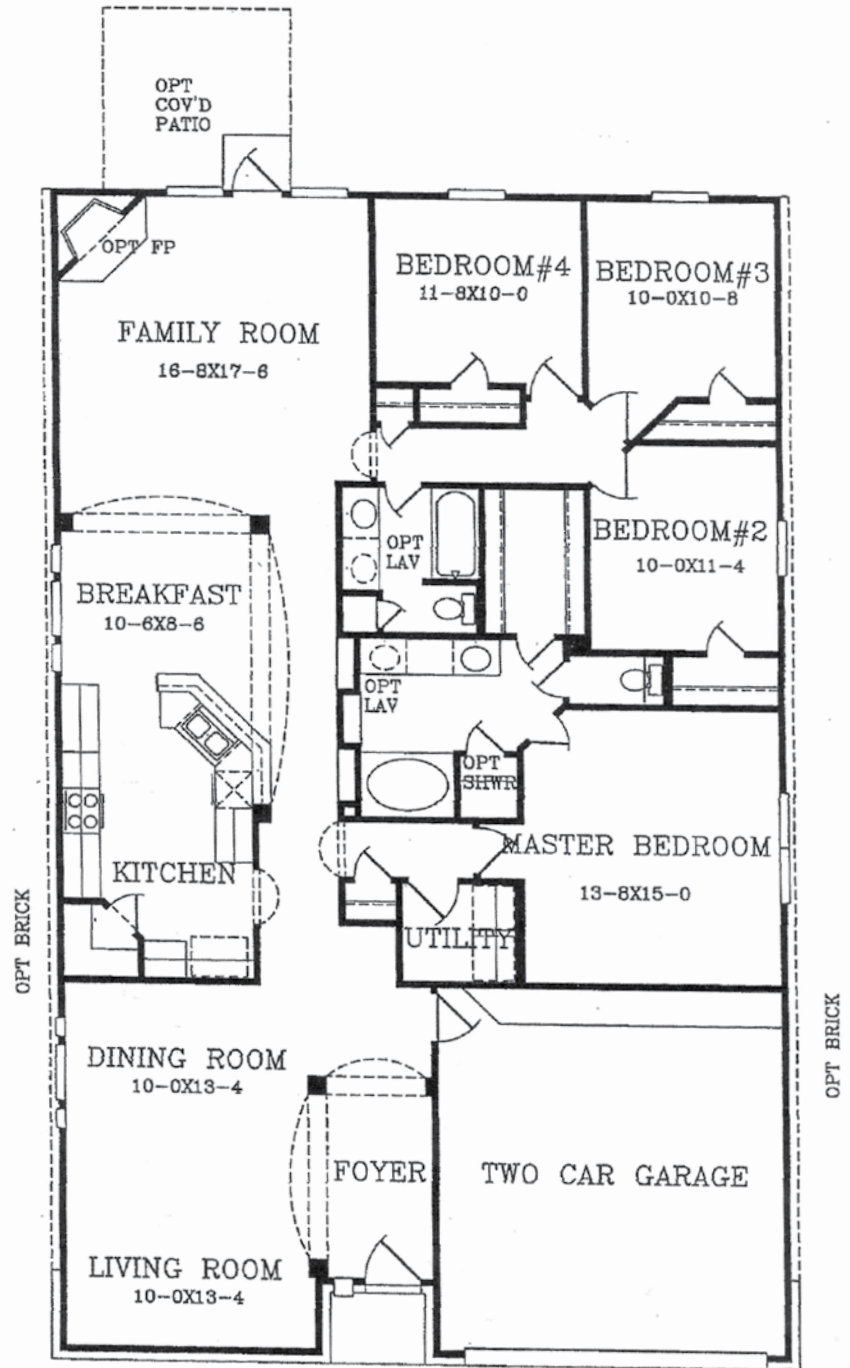 OPT
COV'D
PATIO
OPT FP
FAMILY ROOM
16-8X17-6
BEDROOM#4
11-8X10-0
BEDROOM#3
10-0X10-8
BEDROOM#2
10-0X11-4
OPT
LAV
BREAKFAST
10-6X8-6
OPT
LAV
OPT
SHWR
MASTER BEDROOM
13-8X15-0
KITCHEN
UTILITY
OPT BRICK
OPT BRICK
DINING ROOM
10-0X13-4
FOYER
TWO CAR GARAGE
LIVING ROOM
10-0X13-4